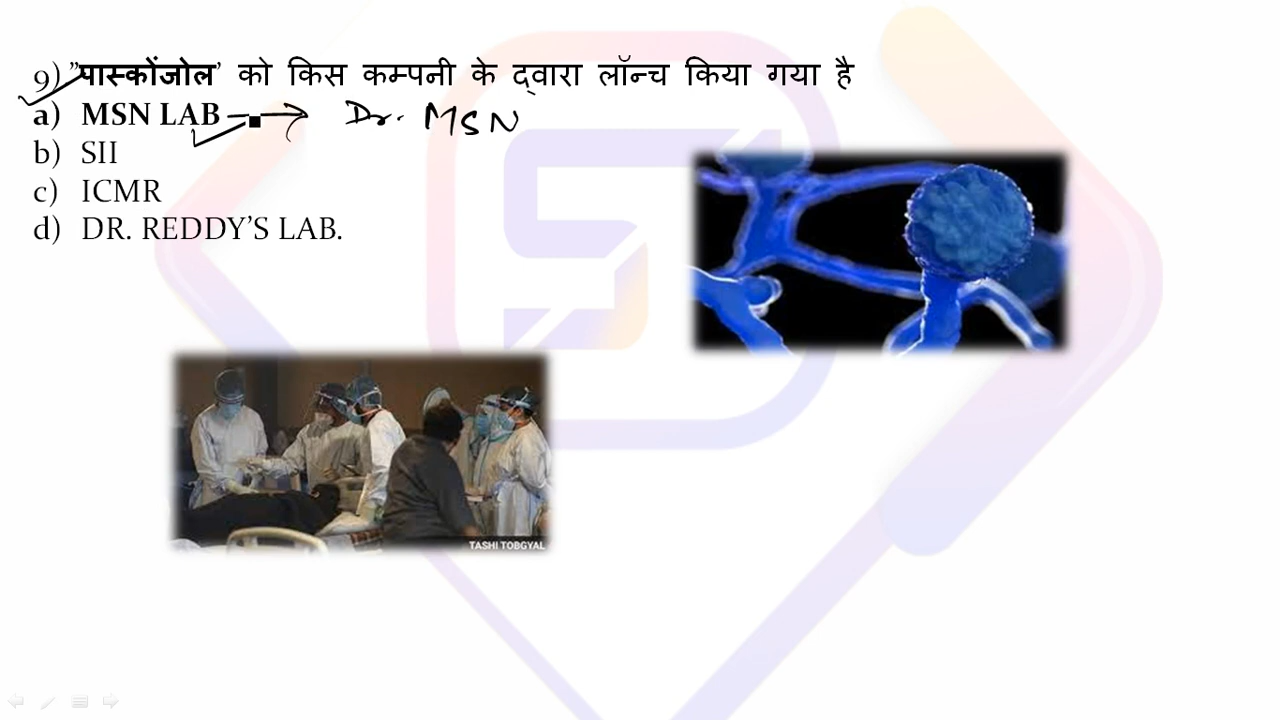 9) ”पास्कोंजोल’ को किस कम्पनी के द्वारा लॉन्च किया गया है
a) MSN LAB → Dr. MSN
b) SII
c) ICMR
d) DR. REDDY’S LAB.
TASHI TOBGYAL